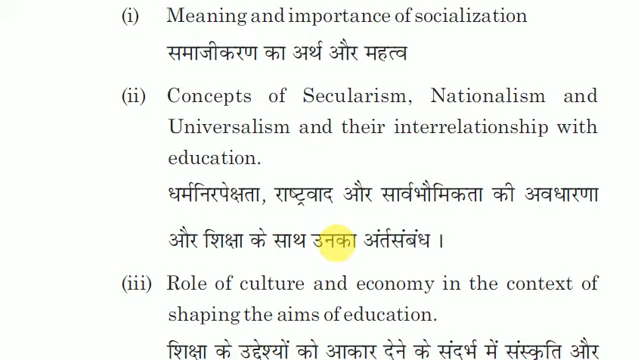 (i) Meaning and importance of socialization
समाजीकरण का अर्थ और महत्व
(ii) Concepts of Secularism, Nationalism and
Universalism and their interrelationship with
education.
धर्मनिरपेक्षता, राष्ट्रवाद और सार्वभौमिकता की अवधारणा
और शिक्षा के साथ उनका अंर्तसंबंध ।
(iii) Role of culture and economy in the context of
shaping the aims of education.
शिक्षा के उद्देश्यों को आकार देने के संदर्भ में संस्कृति और